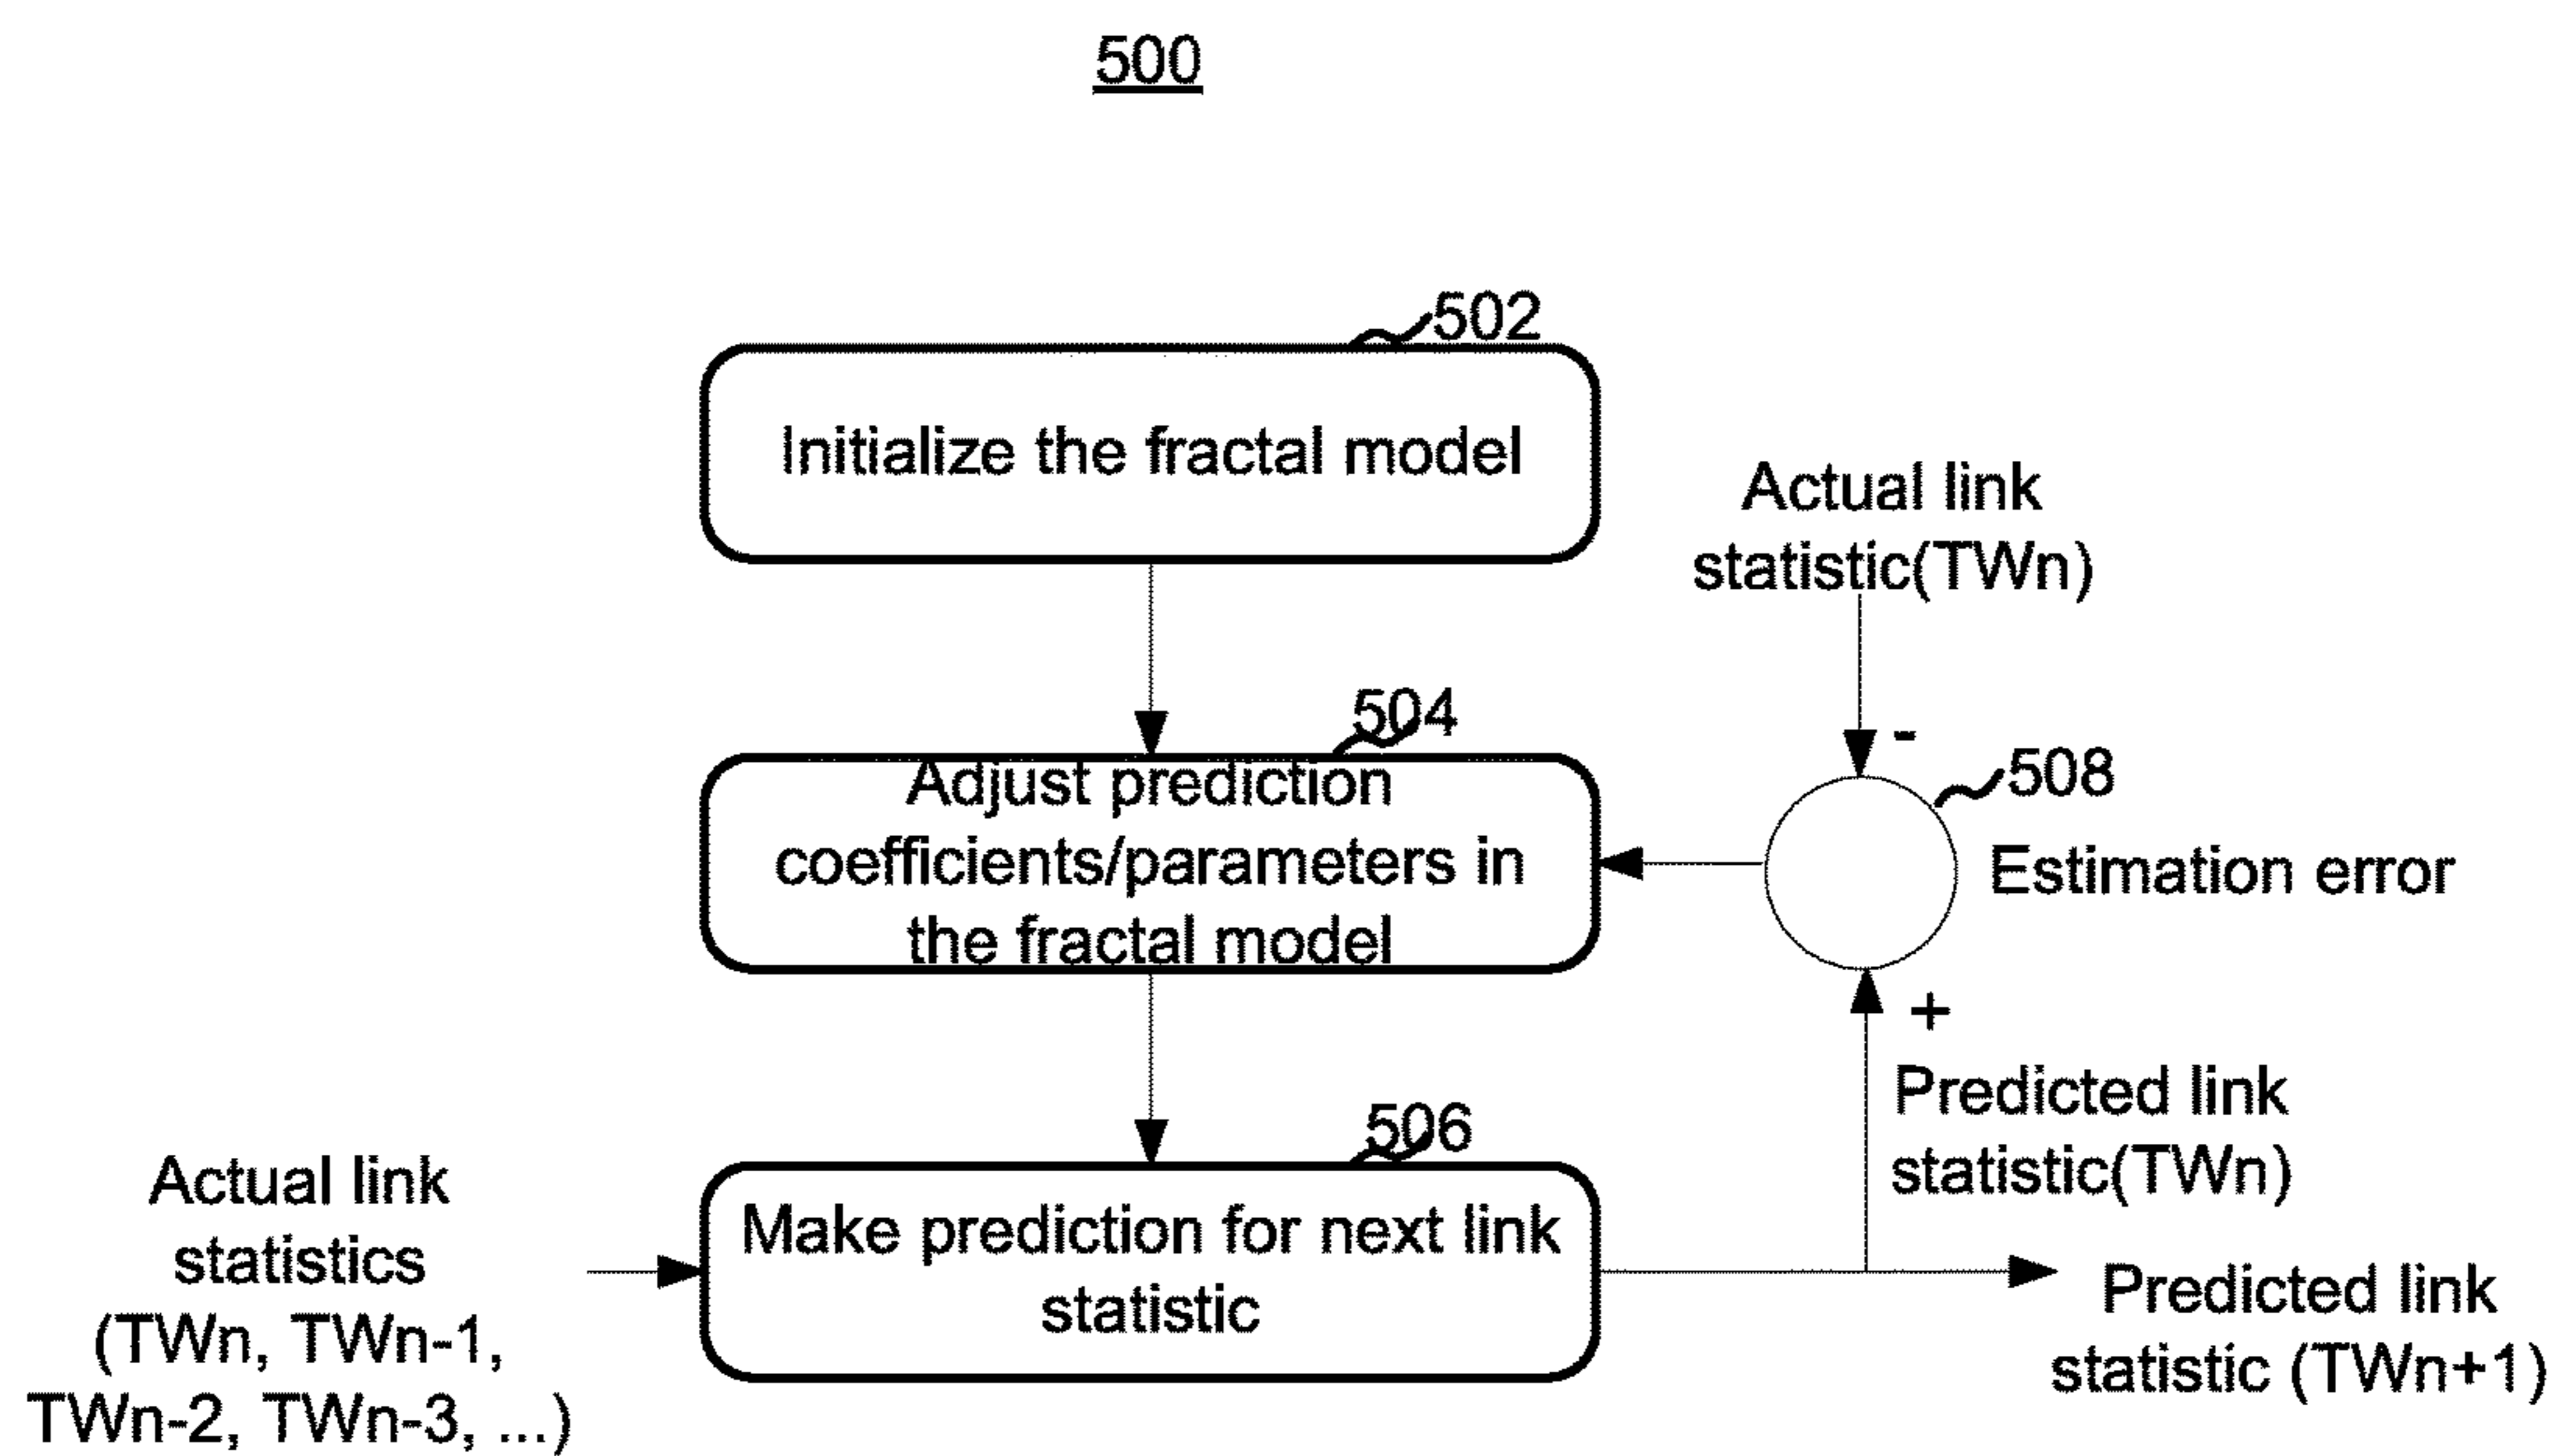 500
502
Initialize the fractal model
Actual link
statistic(TWn)
504
Adjust prediction
coefficients/parameters in
the fractal model
-
508
Estimation error
+
Predicted link
statistic(TWn)
506
Make prediction for next link
statistic
Actual link
statistics
(TWn, TWn-1,
TWn-2, TWn-3, ...)
Predicted link
statistic (TWn+1)